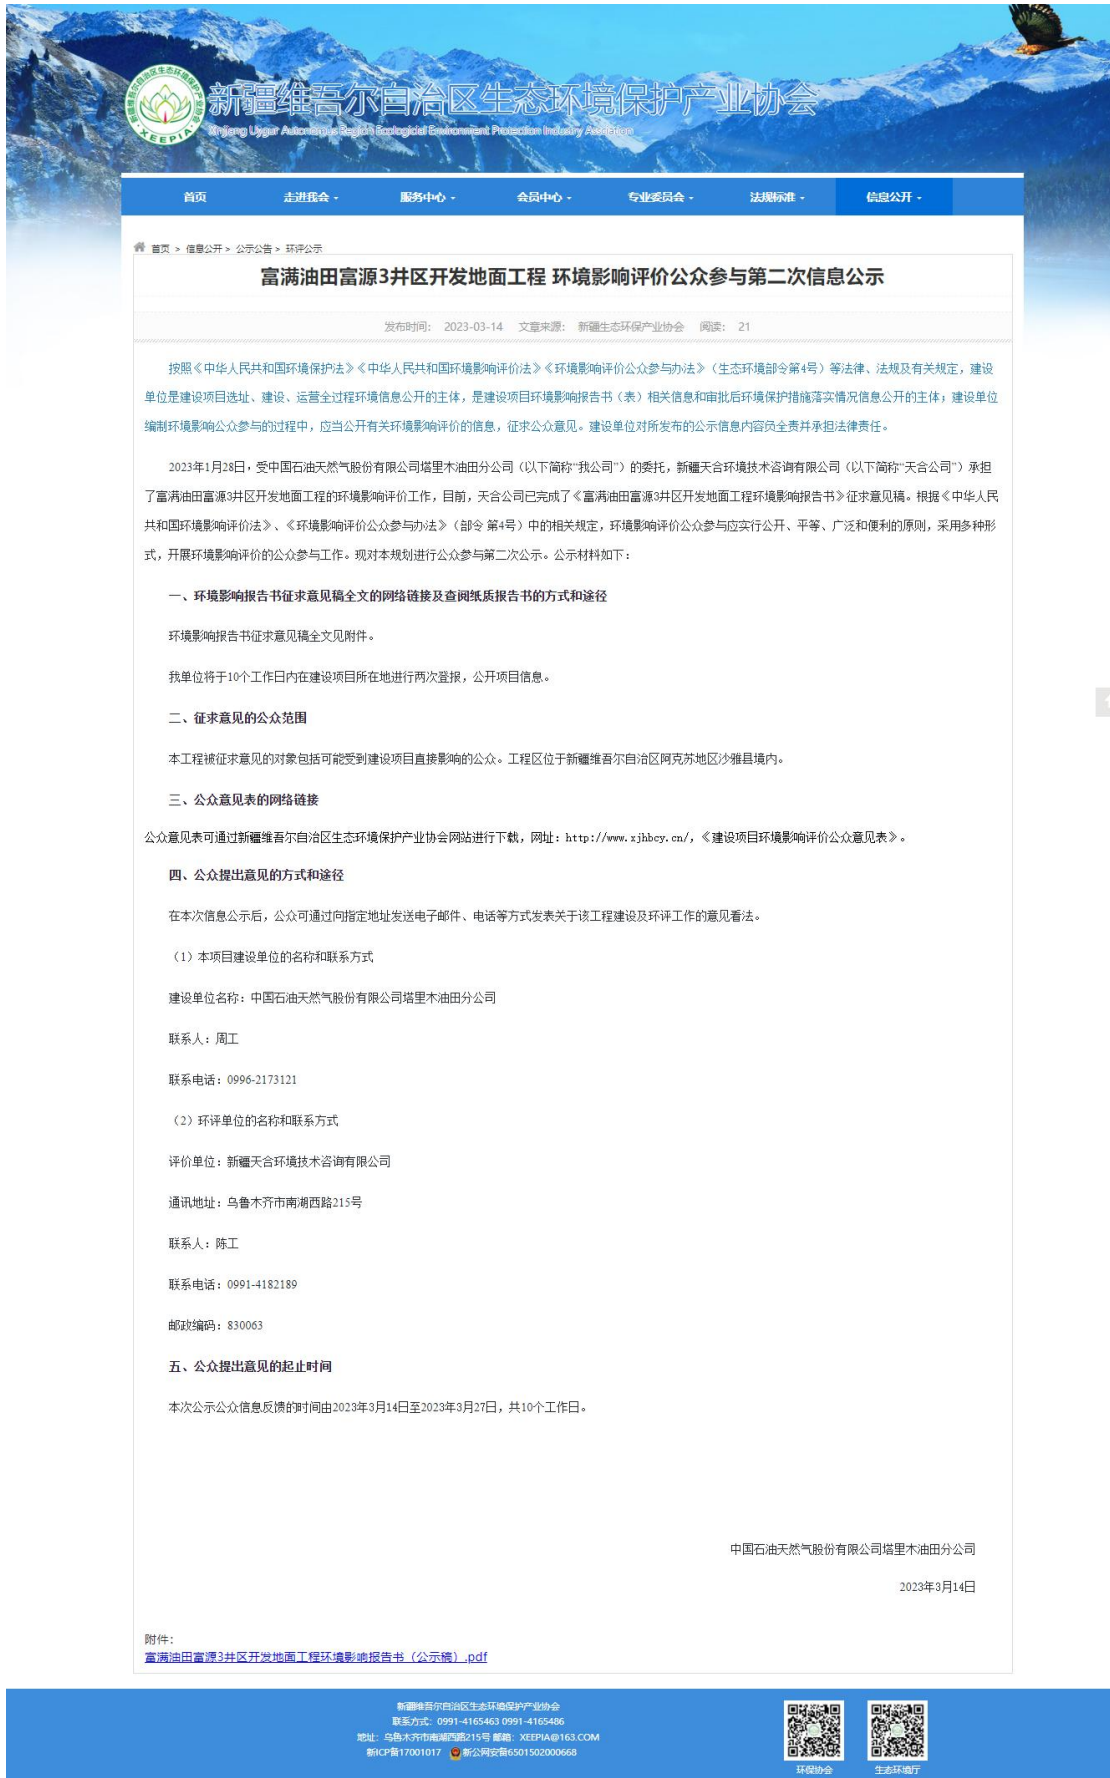 新疆维吾尔自治区生态环境保护产业协会
Xinjiang Uygur Autonomous Region Ecological Environment Protection Industry
XEEPIA
首页 走进我会 服务中心 会员中心 专业委员会 法规标准 信息公开
首页 > 信息公开 > 公示公告 > 环评公示
富满油田富源3井区开发地面工程 环境影响评价公众参与第二次信息公示
发布时间： 2023-03-14 文章来源： 新疆生态环保产业协会 阅读： 21
按照《中华人民共和国环境保护法》《中华人民共和国环境影响评价法》《环境影响评价公众参与办法》（生态环境部令第4号）等法律、法规及有关规定，建设
单位是建设项目选址、建设、运营全过程环境信息公开的主体，是建设项目环境影响报告书（表）相关信息和审批后环境保护措施落实情况信息公开的主体；建设单位
编制环境影响公众参与的过程中，应当公开有关环境影响评价的信息，征求公众意见。建设单位对所发布的公示信息内容负全责并承担法律责任。
2023年1月28日，受中国石油天然气股份有限公司塔里木油田分公司（以下简称“我公司”）的委托，新疆天合环境技术咨询有限公司（以下简称“天合公司”）承担
了富满油田富源3井区开发地面工程的环境影响评价工作，目前，天合公司已完成了《富满油田富源3井区开发地面工程环境影响报告书》征求意见稿。根据《中华人民
共和国环境影响评价法》、《环境影响评价公众参与办法》（部令 第4号）中的相关规定，环境影响评价公众参与应实行公开、平等、广泛和便利的原则，采用多种形
式，开展环境影响评价的公众参与工作。现对本规划进行公众参与第二次公示。公示材料如下：
一、环境影响报告书征求意见稿全文的网络链接及查阅纸质报告书的方式和途径
环境影响报告书征求意见稿全文见附件。
我单位将于10个工作日内在建设项目所在地进行两次登报，公开项目信息。
二、征求意见的公众范围
本工程被征求意见的对象包括可能受到建设项目直接影响的公众。工程区位于新疆维吾尔自治区阿克苏地区沙雅县境内。
三、公众意见表的网络链接
公众意见表可通过新疆维吾尔自治区生态环境保护产业协会网站进行下载，网址：http://www.xjhbcy.cn/，《建设项目环境影响评价公众意见表》。
四、公众提出意见的方式和途径
在本次信息公示后，公众可通过向指定地址发送电子邮件、电话等方式发表关于该工程建设及环评工作的意见看法。
（1）本项目建设单位的名称和联系方式
建设单位名称：中国石油天然气股份有限公司塔里木油田分公司
联系人：周工
联系电话：0996-2173121
（2）环评单位的名称和联系方式
评价单位：新疆天合环境技术咨询有限公司
通讯地址：乌鲁木齐市南湖西路215号
联系人：陈工
联系电话：0991-4182189
邮政编码：830063
五、公众提出意见的起止时间
本次公示公众信息反馈的时间由2023年3月14日至2023年3月27日，共10个工作日。
中国石油天然气股份有限公司塔里木油田分公司
2023年3月14日
附件：
富满油田富源3井区开发地面工程环境影响报告书（公示稿）.pdf
新疆维吾尔自治区生态环境保护产业协会
联系方式：0991-4165463 0991-4165486
地址：乌鲁木齐市南湖西路215号 邮箱：XEEPIA@163.COM
新ICP备17001017 新公网安备6501502000668
环保协会 生态环境厅